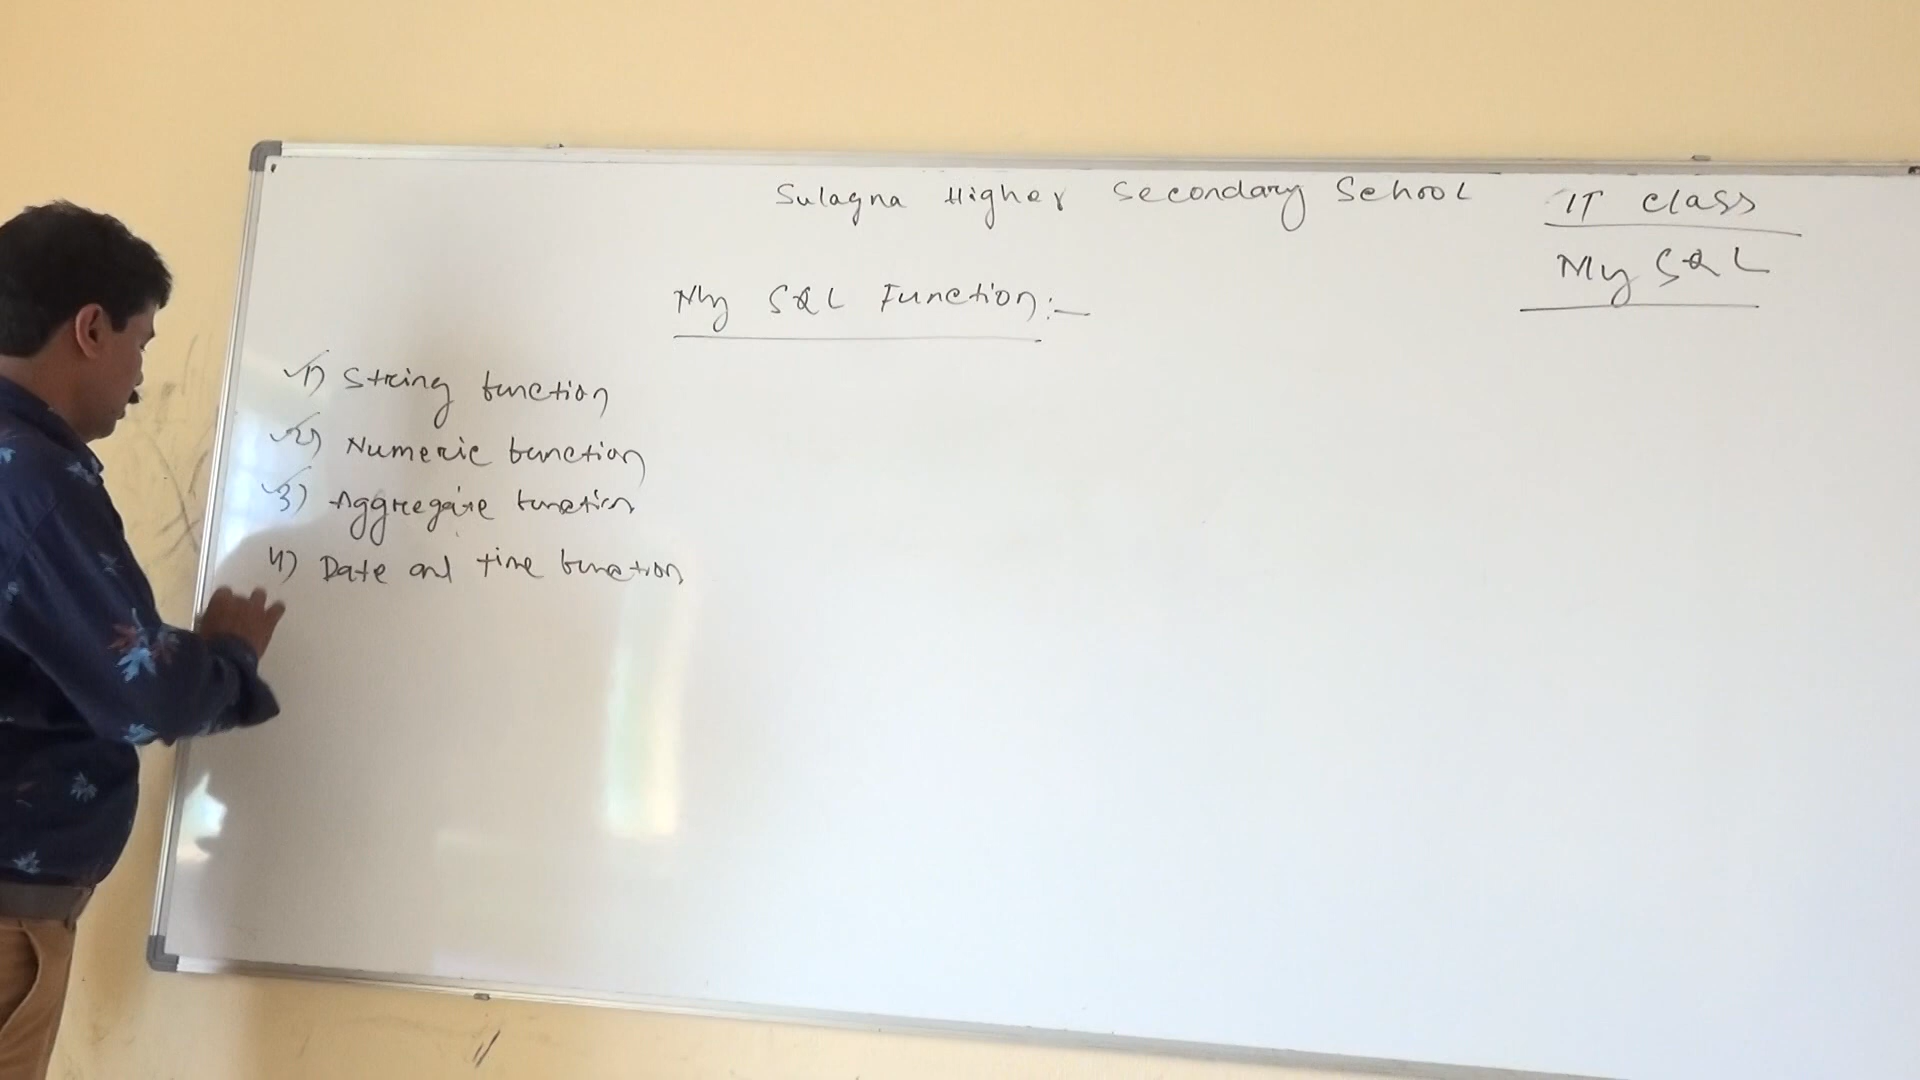 Sulagna Higher Secondary School
IT class
My SQL
My SQL Function:-
1) String function
2) Numeric function
3) Aggregate function
4) Date and time function